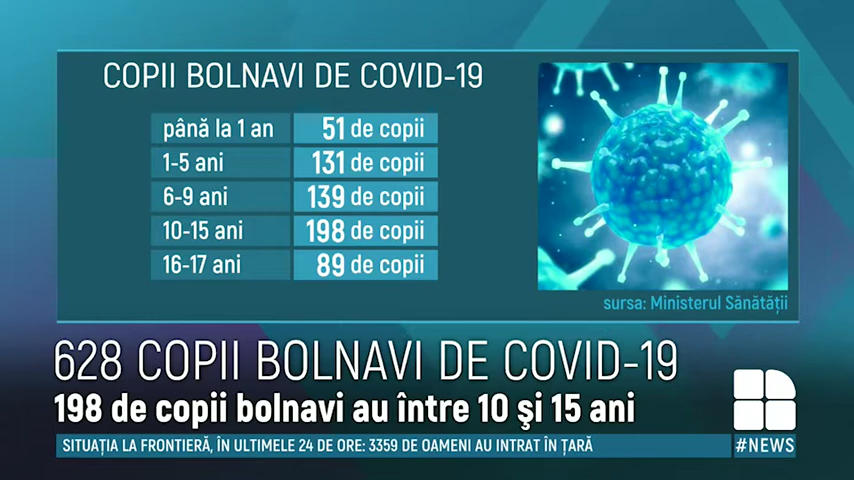 COPII BOLNAVI DE COVID-19
până la 1 an 51 de copii
1-5 ani 131 de copii
6-9 ani 139 de copii
10-15 ani 198 de copii
16-17 ani 89 de copii
sursa: Ministerul Sănătății
628 COPII BOLNAVI DE COVID-19
198 de copii bolnavi au între 10 şi 15 ani
SITUAȚIA LA FRONTIERĂ, ÎN ULTIMELE 24 DE ORE: 3359 DE OAMENI AU INTRAT ÎN ȚARĂ
#NEWS